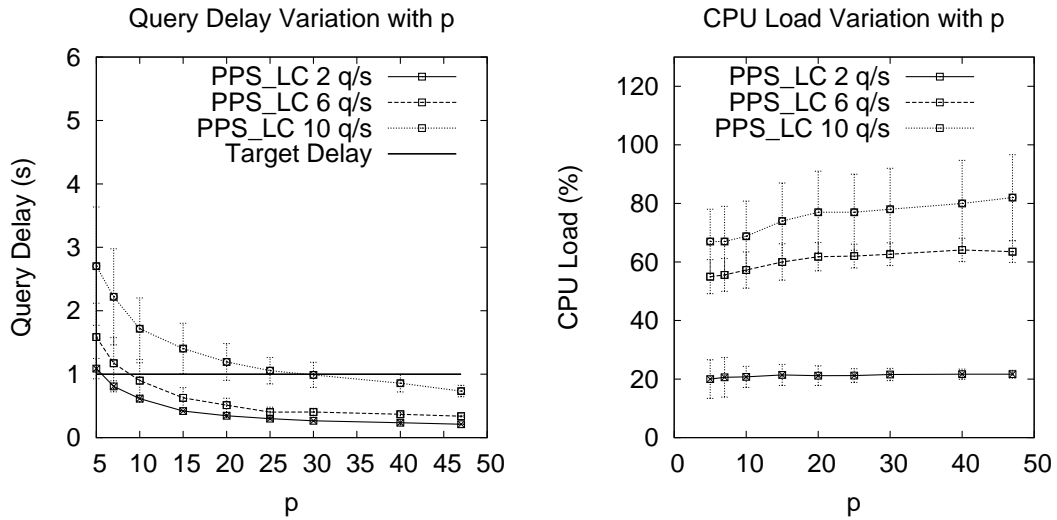 Query Delay Variation with p
6
5
4
3
2
1
0
Query Delay (s)
PPS_LC 2 q/s
PPS_LC 6 q/s
PPS_LC 10 q/s
Target Delay
5 10 15 20 25 30 35 40 45 50
p
CPU Load Variation with p
120
100
80
60
40
20
0
CPU Load (%)
PPS_LC 2 q/s
PPS_LC 6 q/s
PPS_LC 10 q/s
0 10 20 30 40 50
p